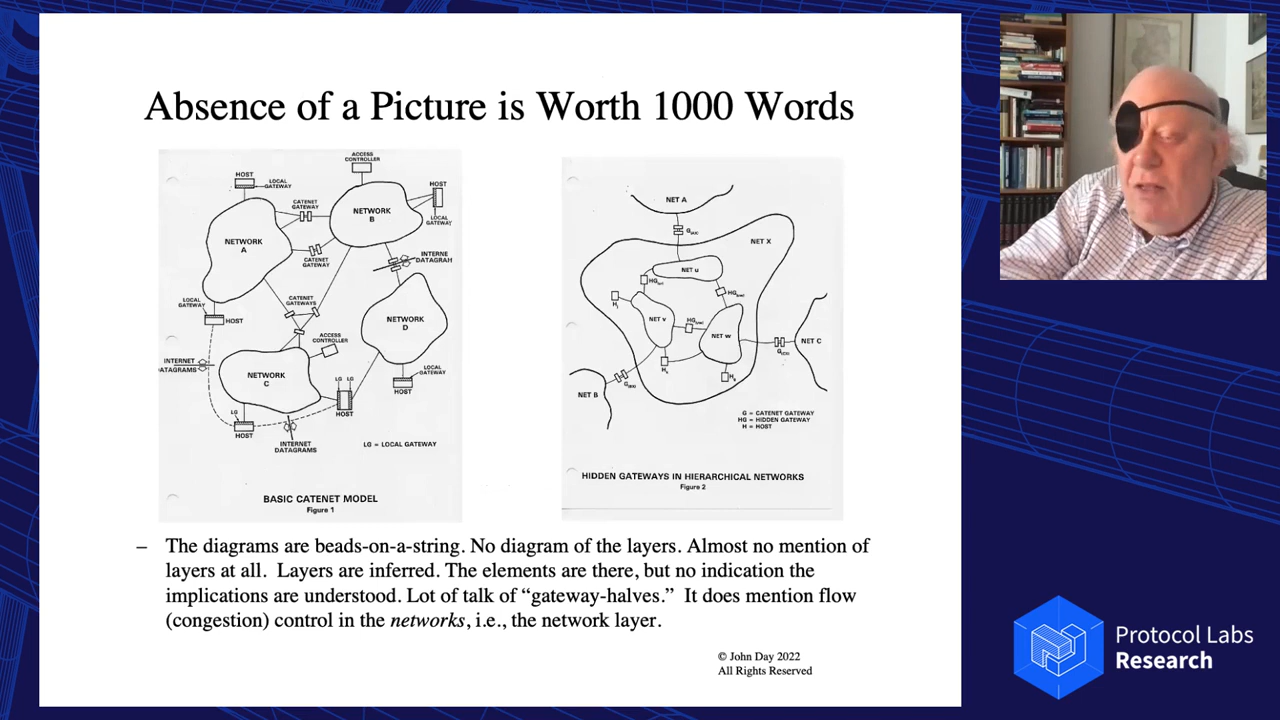 Absence of a Picture is Worth 1000 Words
ACCESS
CONTROLLER
HOST
LOCAL
GATEWAY
CATENET
GATEWAY
HOST
NETWORK
B
LOCAL
GATEWAY
NETWORK
A
CATENET
GATEWAY
INTERNE
DATAGRAH
LOCAL
GATEWAY
HOST
CATENET
GATEWAYS
NETWORK
D
ACCESS
CONTROLLER
INTERNET
DATAGRAMS
NETWORK
C
LG LG
LOCAL
GATEWAY
HOST
LG
HOST
HOST
INTERNET
DATAGRAMS
LG = LOCAL GATEWAY
BASIC CATENET MODEL
Figure 1
NET A
NET X
NET u
NET v
NET w
NET C
NET B
G = CATENET GATEWAY
HG = HIDDEN GATEWAY
H = HOST
HIDDEN GATEWAYS IN HIERARCHICAL NETWORKS
Figure 2
– The diagrams are beads-on-a-string. No diagram of the layers. Almost no mention of
layers at all. Layers are inferred. The elements are there, but no indication the
implications are understood. Lot of talk of “gateway-halves.” It does mention flow
(congestion) control in the networks, i.e., the network layer.
© John Day 2022
All Rights Reserved
Protocol Labs
Research